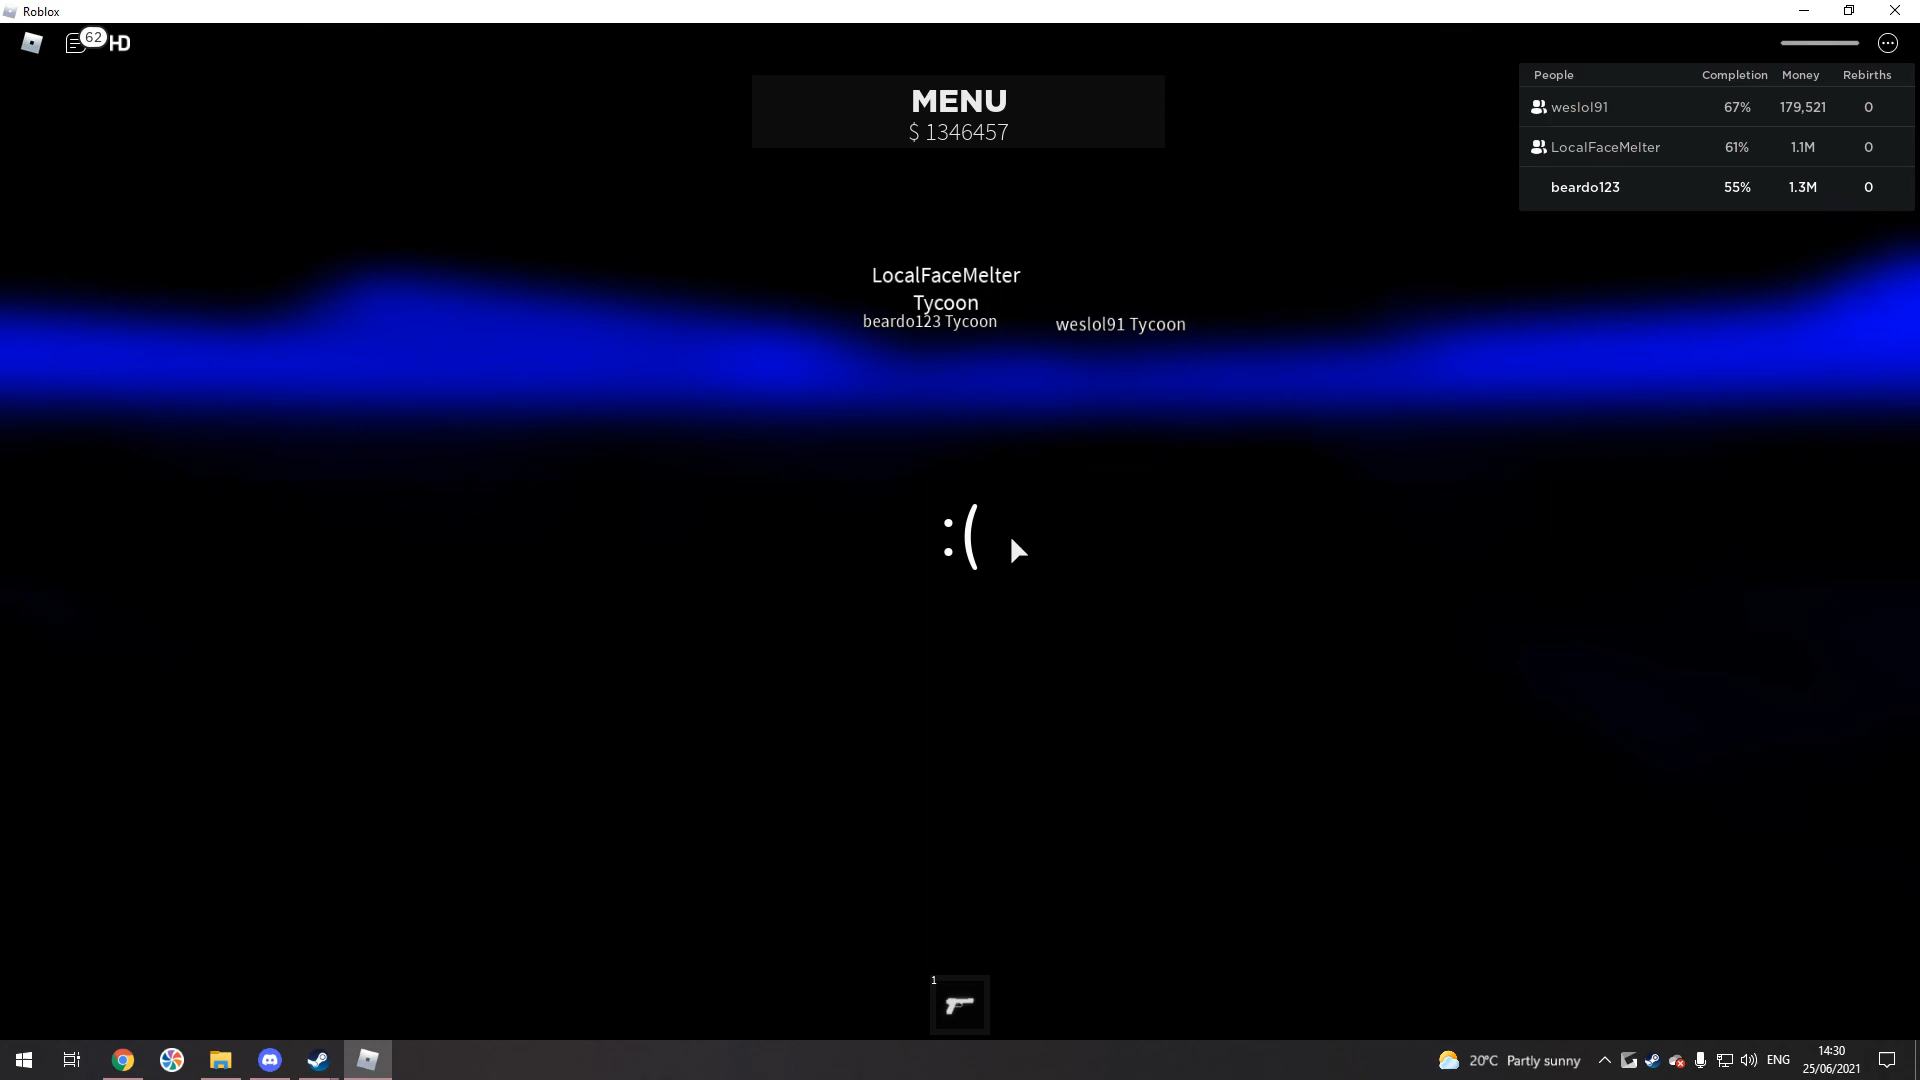 Roblox
62 HD
People Completion Money Rebirths
weslol91 67% 179,521 0
LocalFaceMelter 61% 1.1M 0
beardo123 55% 1.3M 0
MENU
$ 1346457
LocalFaceMelter
Tycoon
beardo123 Tycoon
weslol91 Tycoon
:(
1
20°C Partly sunny
ENG
14:30
25/06/2021